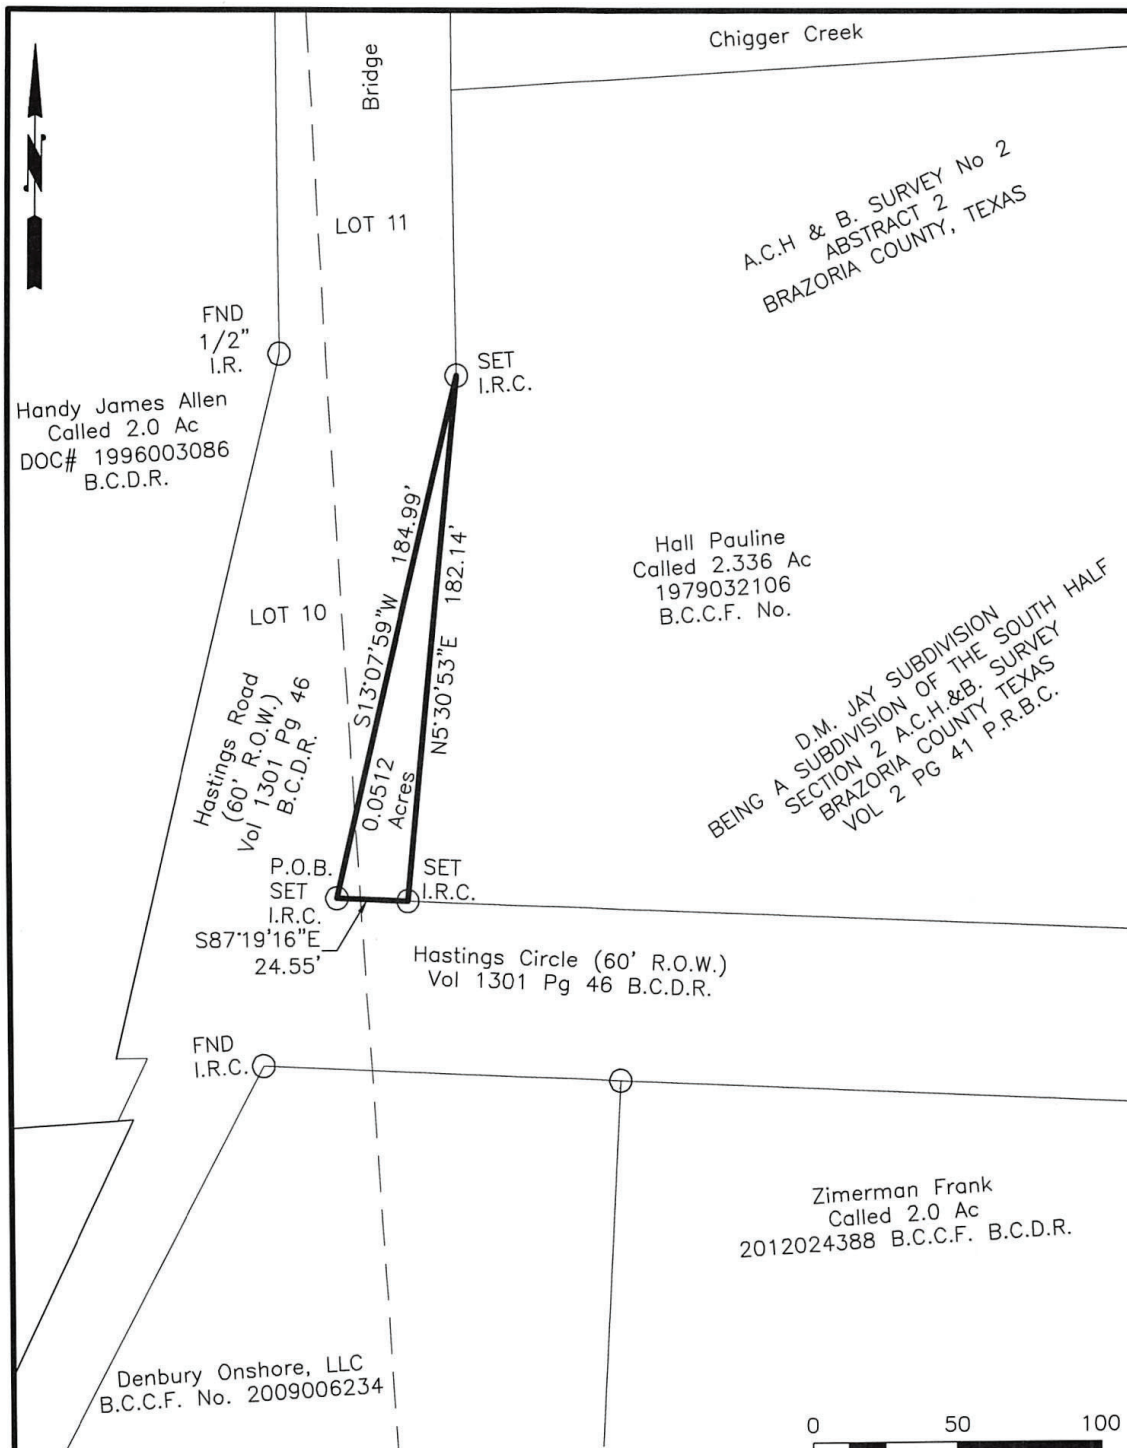 Chigger Creek
Bridge
A.C.H & B. SURVEY No 2
ABSTRACT 2
BRAZORIA COUNTY, TEXAS
N
LOT 11
FND
1/2"
I.R.
SET
I.R.C.
Handy James Allen
Called 2.0 Ac
DOC# 1996003086
B.C.D.R.
S13°07'59"W 184.99'
N5°30'53"E 182.14'
Hall Pauline
Called 2.336 Ac
1979032106
B.C.C.F. No.
LOT 10
D.M. JAY SUBDIVISION
BEING A SUBDIVISION OF THE SOUTH HALF
SECTION 2 A.C.H.&B. SURVEY
BRAZORIA COUNTY TEXAS
VOL 2 PG 41 P.R.B.C.
Hastings Road
(60' R.O.W.)
Vol 1301 Pg 46
B.C.D.R.
0.0512
Acres
P.O.B.
SET
I.R.C.
SET
I.R.C.
S87°19'16"E
24.55'
Hastings Circle (60' R.O.W.)
Vol 1301 Pg 46 B.C.D.R.
FND
I.R.C.
Zimerman Frank
Called 2.0 Ac
2012024388 B.C.C.F. B.C.D.R.
Denbury Onshore, LLC
B.C.C.F. No. 2009006234
0 50 100